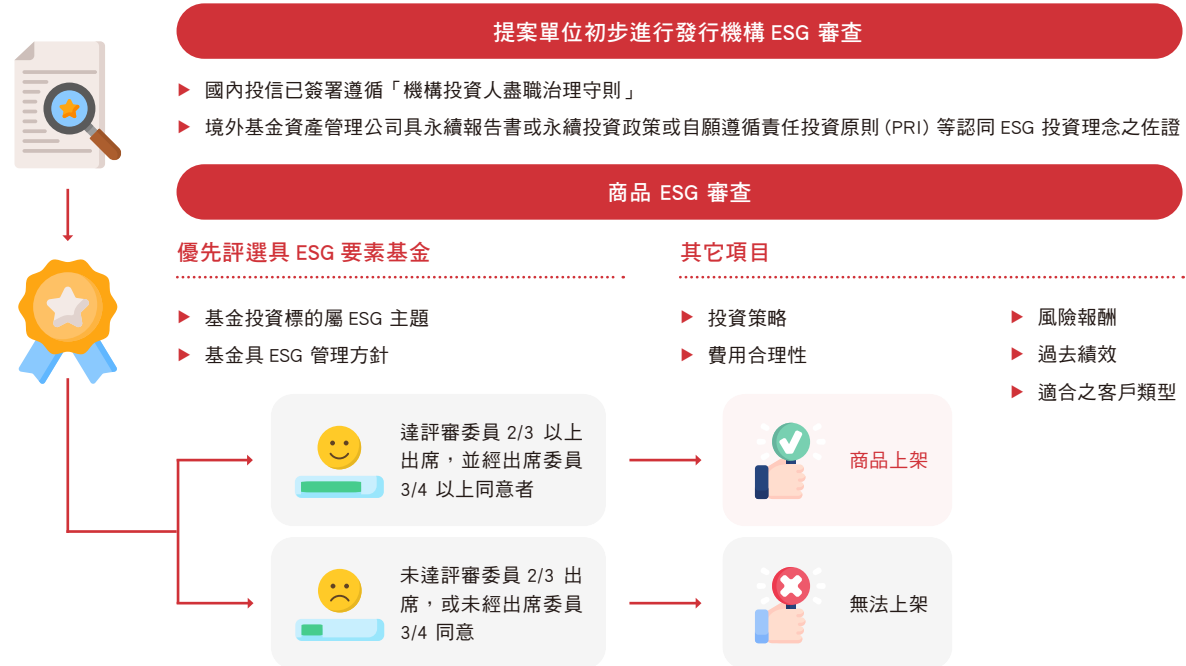 提案單位初步進行發行機構 ESG 審查
國內投信已簽署遵循「機構投資人盡職治理守則」
境外基金資產管理公司具永續報告書或永續投資政策或自願遵循責任投資原則 (PRI) 等認同 ESG 投資理念之佐證
商品 ESG 審查
優先評選具 ESG 要素基金
基金投資標的屬 ESG 主題
基金具 ESG 管理方針
其它項目
投資策略
費用合理性
風險報酬
過去績效
適合之客戶類型
達評審委員 2/3 以上
出席，並經出席委員
3/4 以上同意者
商品上架
未達評審委員 2/3 出
席，或未經出席委員
3/4 同意
無法上架